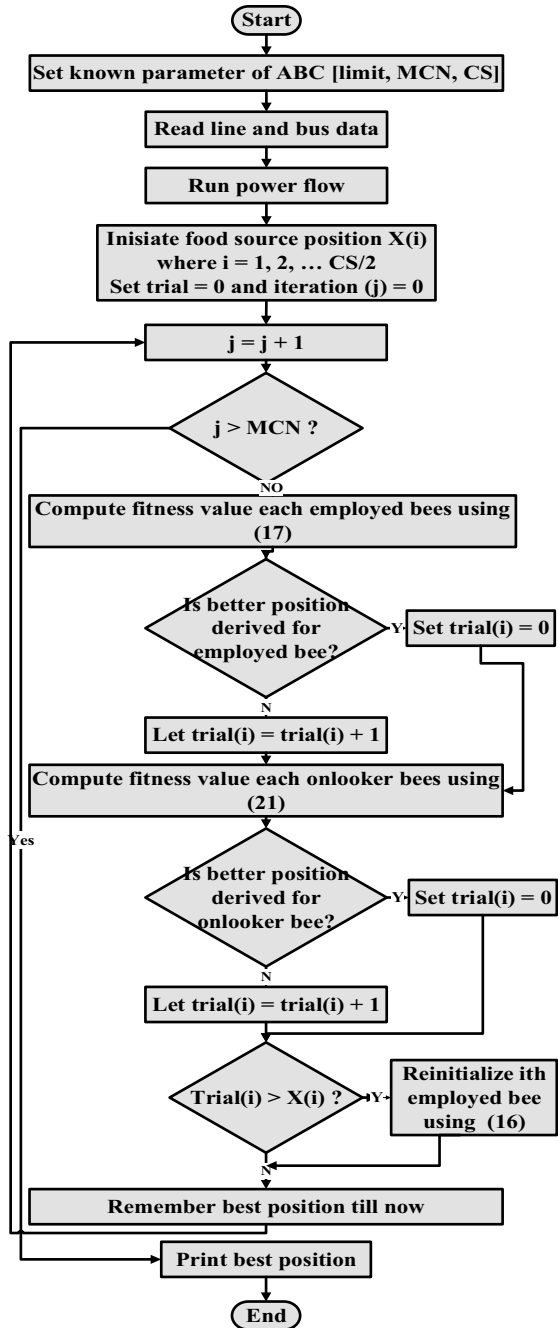 Start
Set known parameter of ABC [limit, MCN, CS]
Read line and bus data
Run power flow
Inisiate food source position X(i)
where i = 1, 2, … CS/2
Set trial = 0 and iteration (j) = 0
j = j + 1
j > MCN ?
NO
Compute fitness value each employed bees using
(17)
Is better position
derived for
employed bee?
Y
Set trial(i) = 0
N
Let trial(i) = trial(i) + 1
Compute fitness value each onlooker bees using
(21)
Yes
Is better position
derived for
onlooker bee?
Y
Set trial(i) = 0
N
Let trial(i) = trial(i) + 1
Trial(i) > X(i) ?
Y
Reinitialize ith
employed bee
using (16)
N
Remember best position till now
Print best position
End